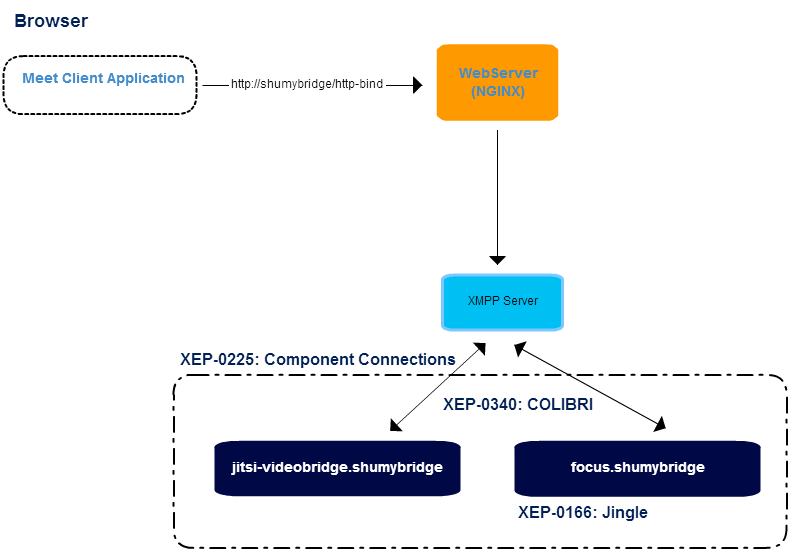 Browser
Meet Client Application
http://shumybridge/http-bind
WebServer
(NGINX)
XMPP Server
XEP-0225: Component Connections
XEP-0340: COLIBRI
jitsi-videobridge.shumybridge
focus.shumybridge
XEP-0166: Jingle